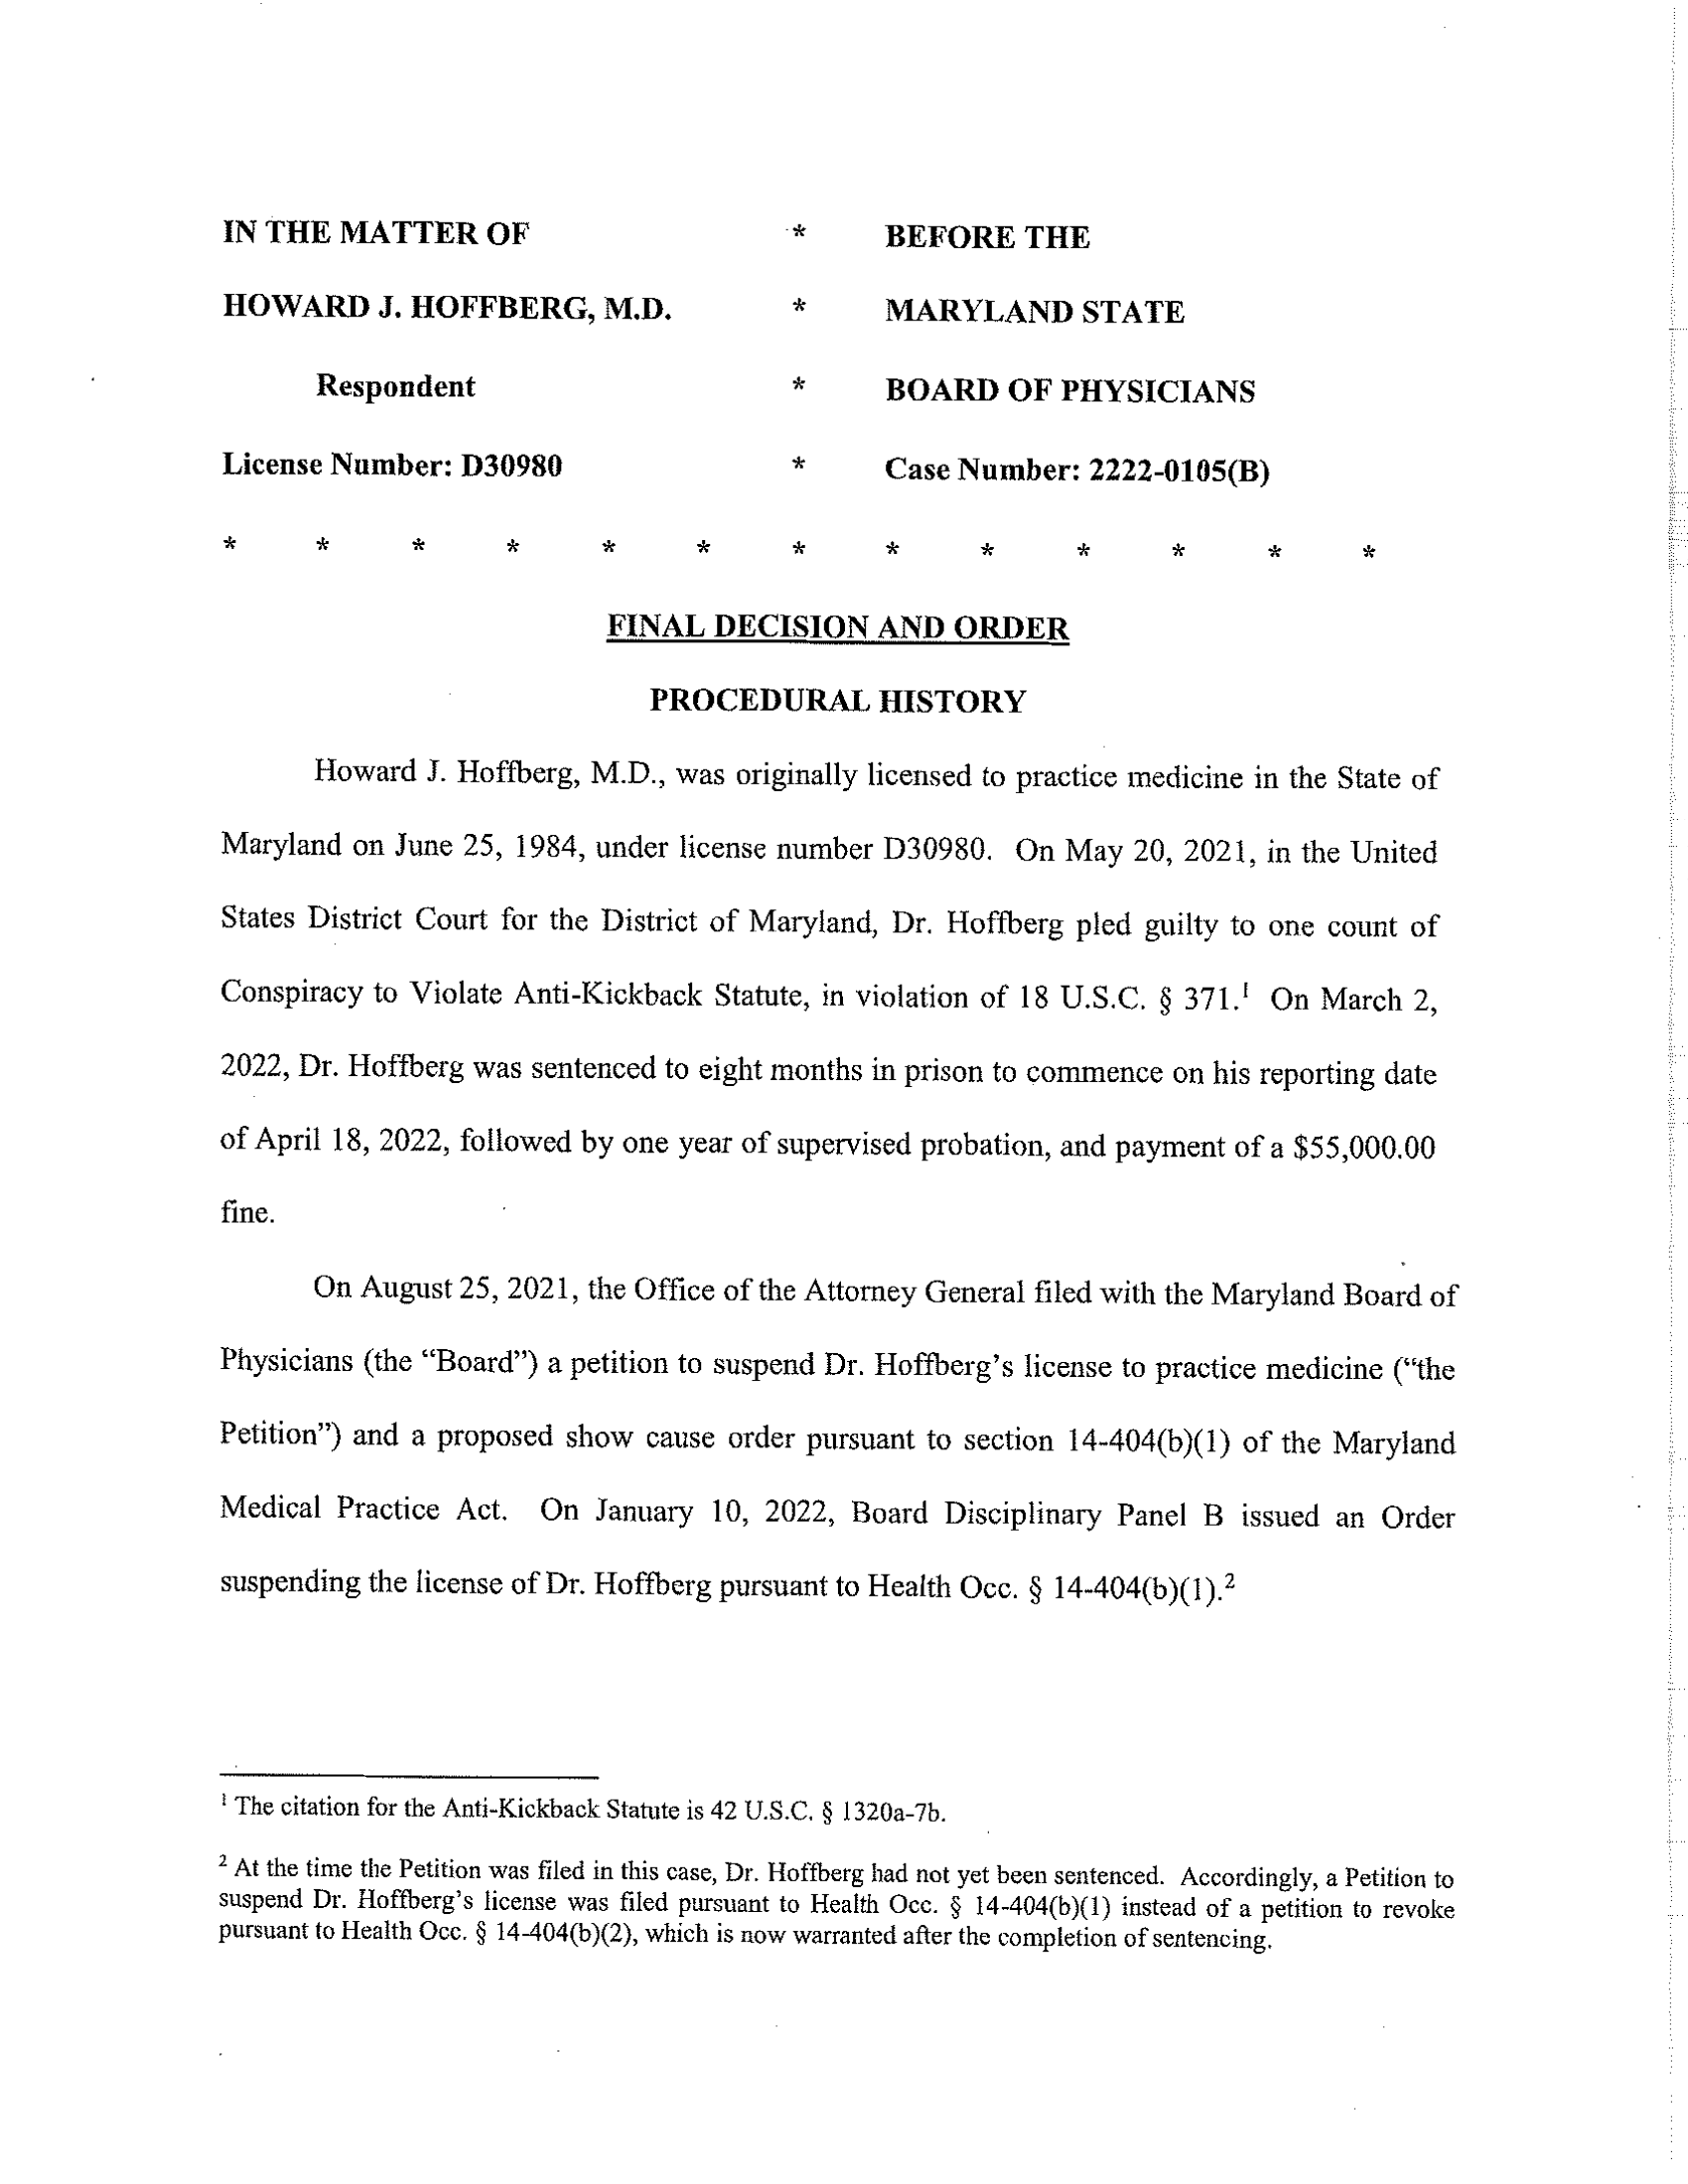 IN THE MATTER OF * BEFORE THE
HOWARD J. HOFFBERG, M.D. * MARYLAND STATE
Respondent * BOARD OF PHYSICIANS
License Number: D30980 * Case Number: 2222-0105(B)
* * * * * * * * * * * * *
FINAL DECISION AND ORDER
PROCEDURAL HISTORY
Howard J. Hoffberg, M.D., was originally licensed to practice medicine in the State of
Maryland on June 25, 1984, under license number D30980. On May 20, 2021, in the United
States District Court for the District of Maryland, Dr. Hoffberg pled guilty to one count of
Conspiracy to Violate Anti-Kickback Statute, in violation of 18 U.S.C. § 371.¹ On March 2,
2022, Dr. Hoffberg was sentenced to eight months in prison to commence on his reporting date
of April 18, 2022, followed by one year of supervised probation, and payment of a $55,000.00
fine.
On August 25, 2021, the Office of the Attorney General filed with the Maryland Board of
Physicians (the “Board”) a petition to suspend Dr. Hoffberg’s license to practice medicine (“the
Petition”) and a proposed show cause order pursuant to section 14-404(b)(1) of the Maryland
Medical Practice Act. On January 10, 2022, Board Disciplinary Panel B issued an Order
suspending the license of Dr. Hoffberg pursuant to Health Occ. § 14-404(b)(1).²
¹ The citation for the Anti-Kickback Statute is 42 U.S.C. § 1320a-7b.
² At the time the Petition was filed in this case, Dr. Hoffberg had not yet been sentenced. Accordingly, a Petition to
suspend Dr. Hoffberg’s license was filed pursuant to Health Occ. § 14-404(b)(1) instead of a petition to revoke
pursuant to Health Occ. § 14-404(b)(2), which is now warranted after the completion of sentencing.